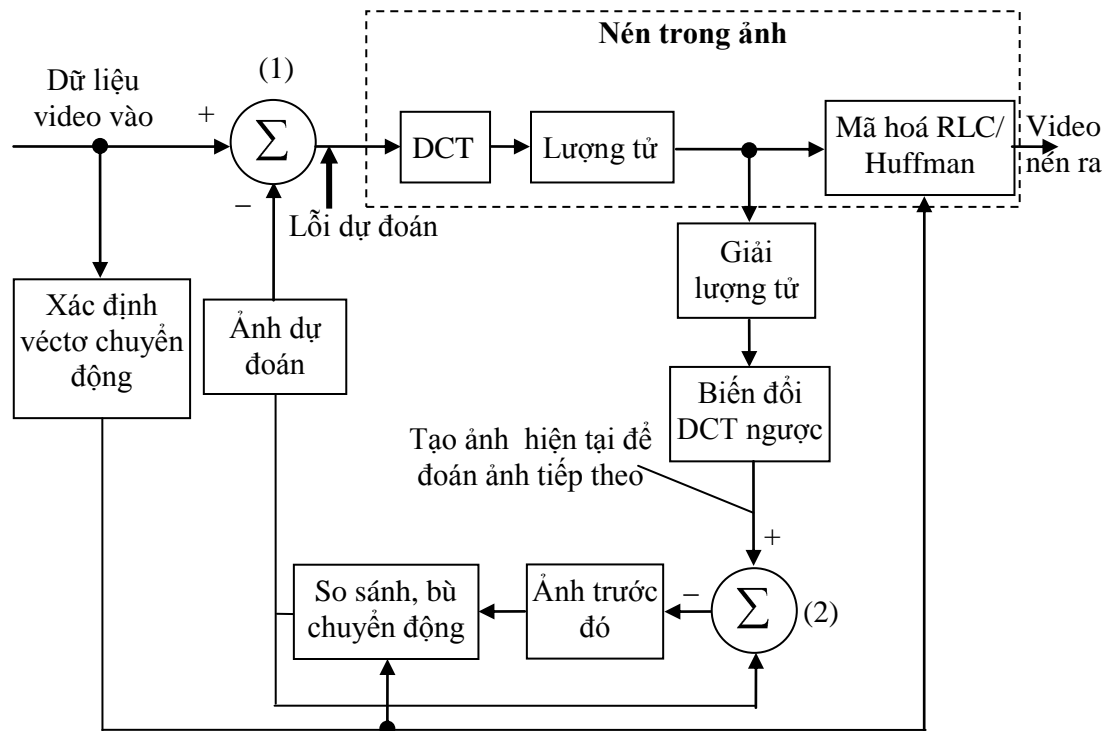 Nén trong ảnh
(1)
Dữ liệu
video vào
+
Σ
−
Lỗi dự đoán
DCT
Lượng tử
Mã hoá RLC/
Huffman
Video
nén ra
Giải
lượng tử
Xác định
véctơ chuyển
động
Ảnh dự
đoán
Biến đổi
DCT ngược
Tạo ảnh hiện tại để
đoán ảnh tiếp theo
+
So sánh, bù
chuyển động
Ảnh trước
đó
−
Σ
(2)